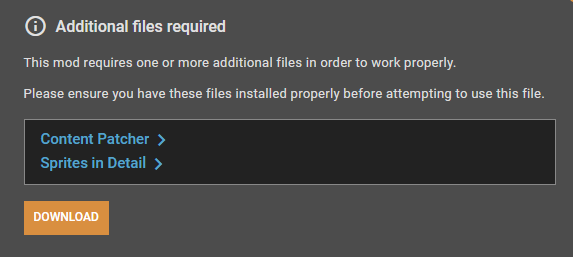 Additional files required
This mod requires one or more additional files in order to work properly.
Please ensure you have these files installed properly before attempting to use this file.
Content Patcher
Sprites in Detail
DOWNLOAD